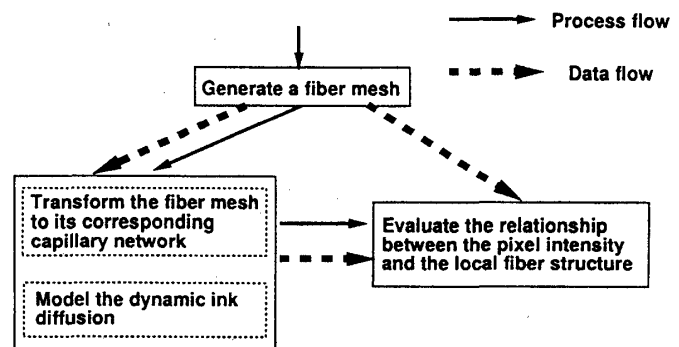 Process flow
Data flow
Generate a fiber mesh
Transform the fiber mesh
to its corresponding
capillary network
Model the dynamic ink
diffusion
Evaluate the relationship
between the pixel intensity
and the local fiber structure